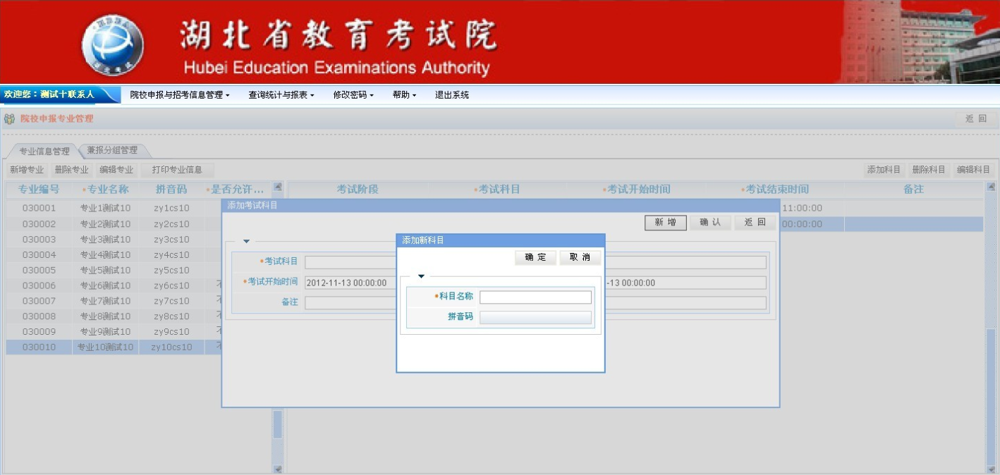 湖北省教育考试院
Hubei Education Examinations Authority
欢迎您：测试十联系人 院校申报与招考信息管理 查询统计与报表 修改密码 帮助 退出系统
院校申报专业管理 返 回
专业信息管理 兼报分组管理
新增专业 删除专业 编辑专业 打印专业信息 添加科目 删除科目 编辑科目
专业编号 *专业名称 拼音码 *是否允许... 考试阶段 *考试科目 *考试开始时间 *考试结束时间 备注
030001 专业1测试10 zy1cs10 11:00:00
030002 专业2测试10 zy2cs10 00:00:00
030003 专业3测试10 zy3cs10
030004 专业4测试10 zy4cs10
030005 专业5测试10 zy5cs10
030006 专业6测试10 zy6cs10
030007 专业7测试10 zy7cs10
030008 专业8测试10 zy8cs10
030009 专业9测试10 zy9cs10
030010 专业10测试10 zy10cs10
添加考试科目
新 增 确 认 返 回
*考试科目
*考试开始时间 2012-11-13 00:00:00 -13 00:00:00
备注
添加新科目
确 定 取 消
*科目名称
拼音码